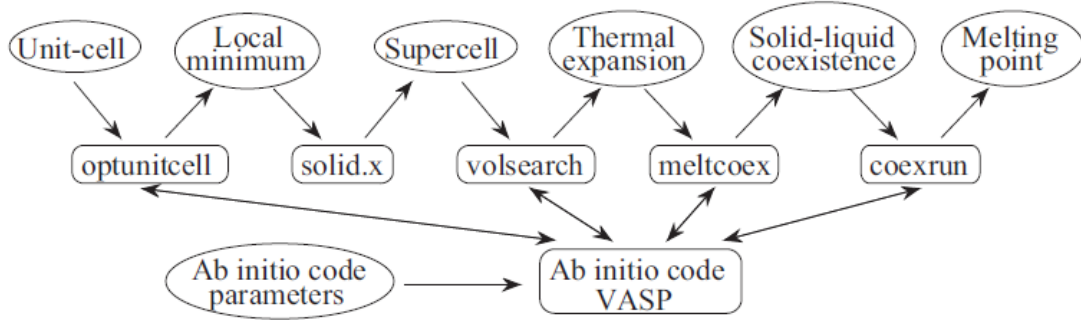 Unit-cell
Local
minimum
Supercell
Thermal
expansion
Solid-liquid
coexistence
Melting
point
optunitcell
solid.x
volsearch
meltcoex
coexrun
Ab initio code
parameters
Ab initio code
VASP